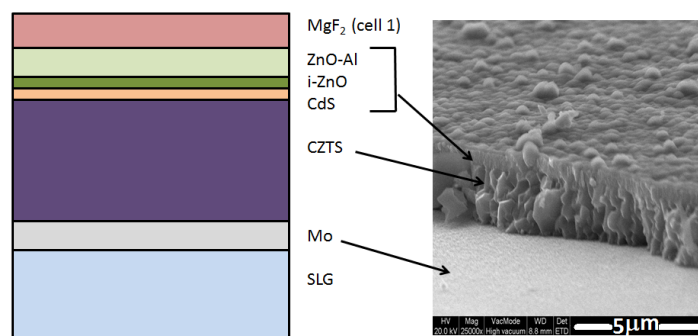 MgF₂ (cell 1)
ZnO-Al
i-ZnO
CdS
CZTS
Mo
SLG
HV Mag VacMode WD Det
20.0 kV 25000x High vacuum 8.8 mm ETD
5µm